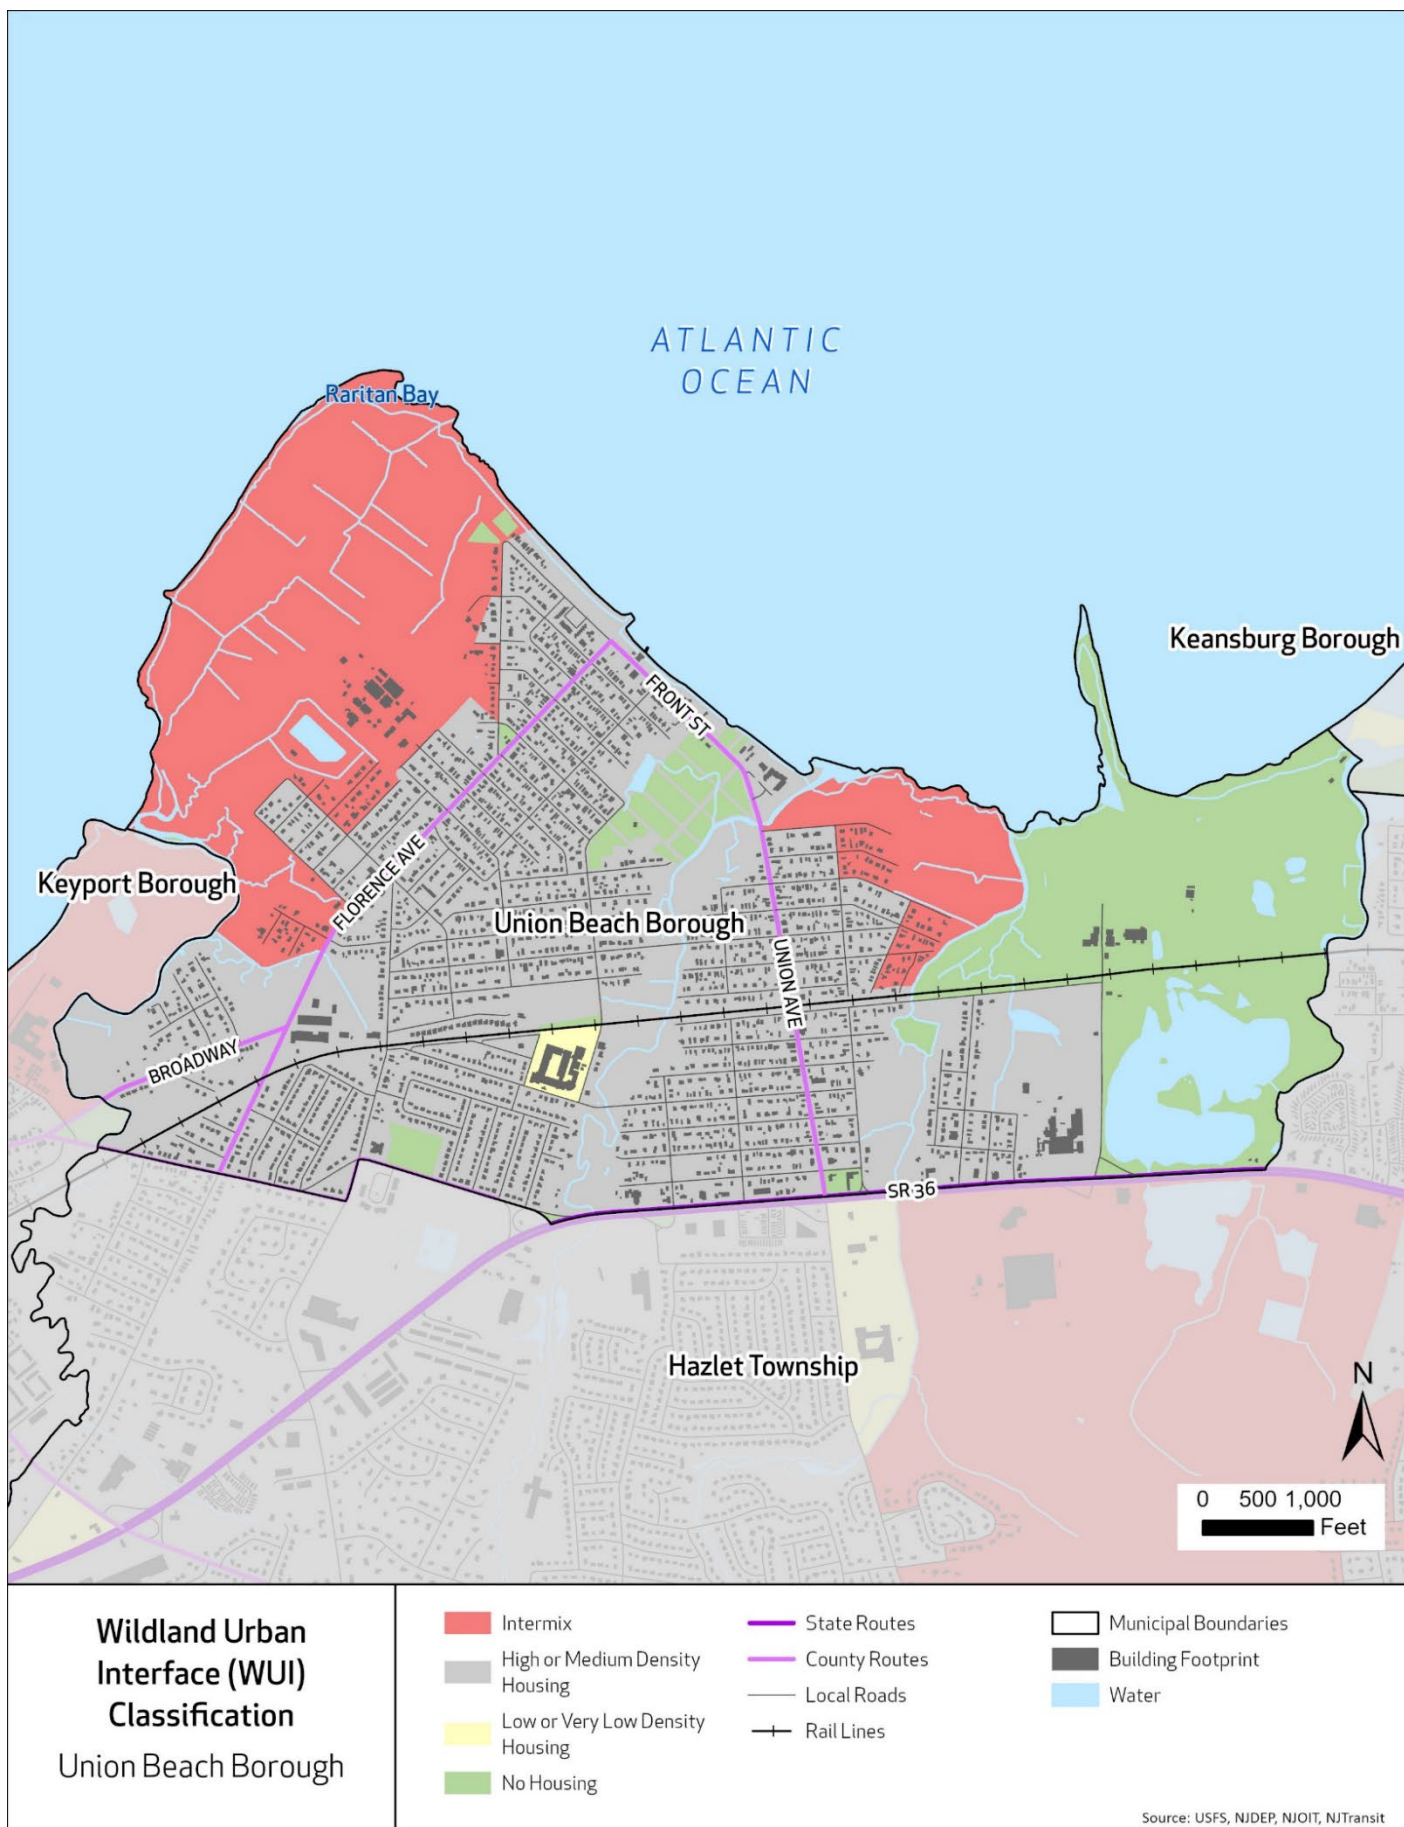 ATLANTIC
OCEAN
Raritan Bay
Keansburg Borough
FRONT ST
Keyport Borough
FLORENCE AVE
Union Beach Borough
UNION AVE
BROADWAY
SR 36
Hazlet Township
N
0 500 1,000
Feet
Wildland Urban
Interface (WUI)
Classification
Union Beach Borough
Intermix
High or Medium Density
Housing
Low or Very Low Density
Housing
No Housing
State Routes
County Routes
Local Roads
Rail Lines
Municipal Boundaries
Building Footprint
Water
Source: USFS, NJDEP, NJOIT, NJTransit